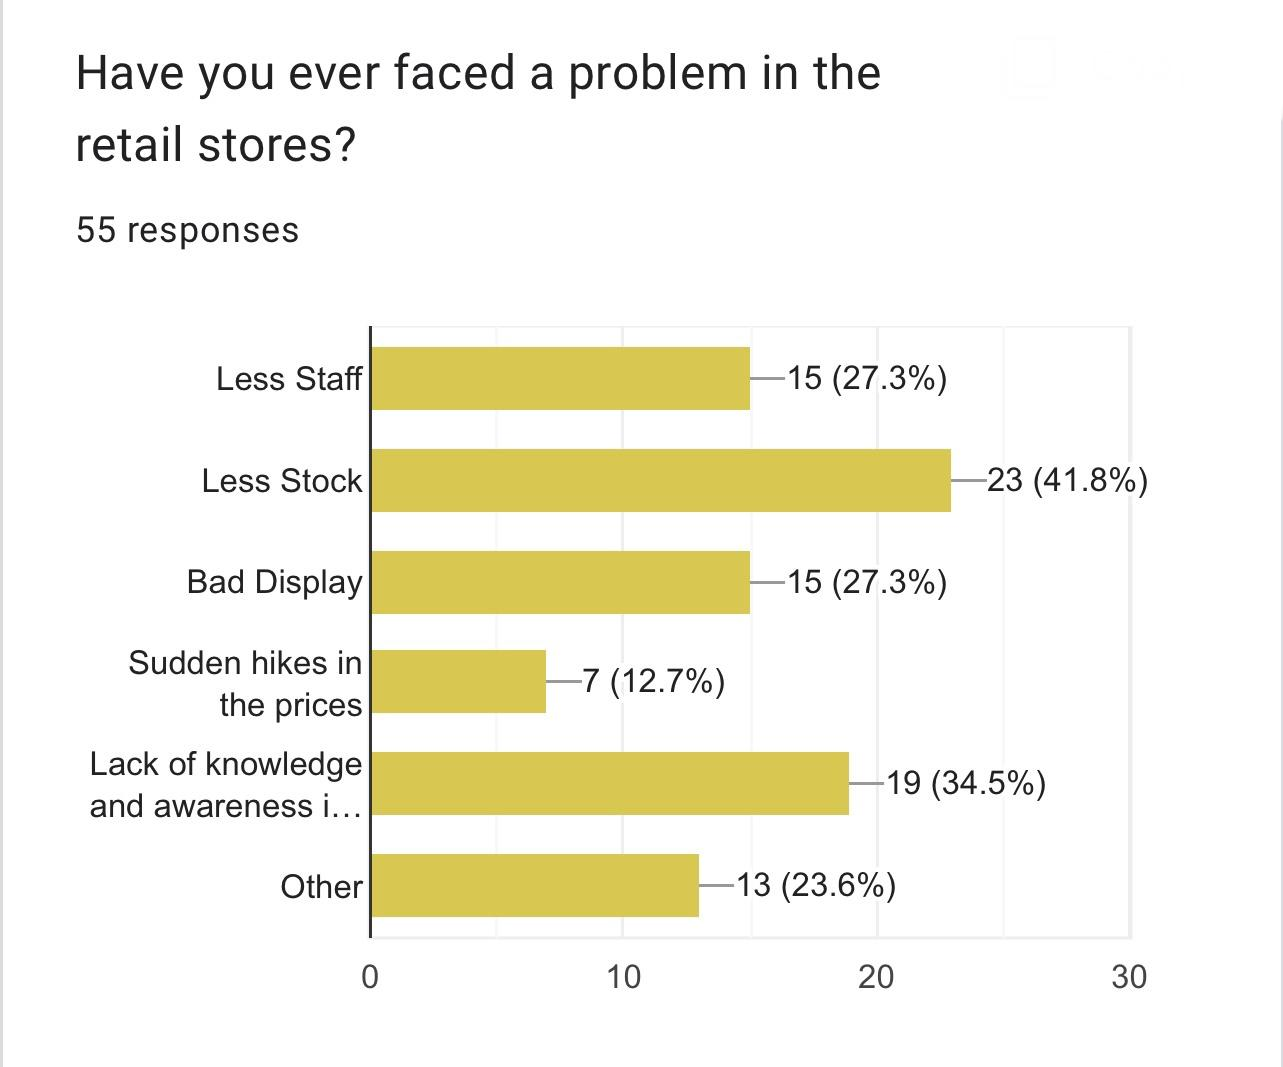 Have you ever faced a problem in the
retail stores?
55 responses
Less Staff
15 (27.3%)
Less Stock
23 (41.8%)
Bad Display
15 (27.3%)
Sudden hikes in
the prices
7 (12.7%)
Lack of knowledge
and awareness i…
19 (34.5%)
Other
13 (23.6%)
0
10
20
30